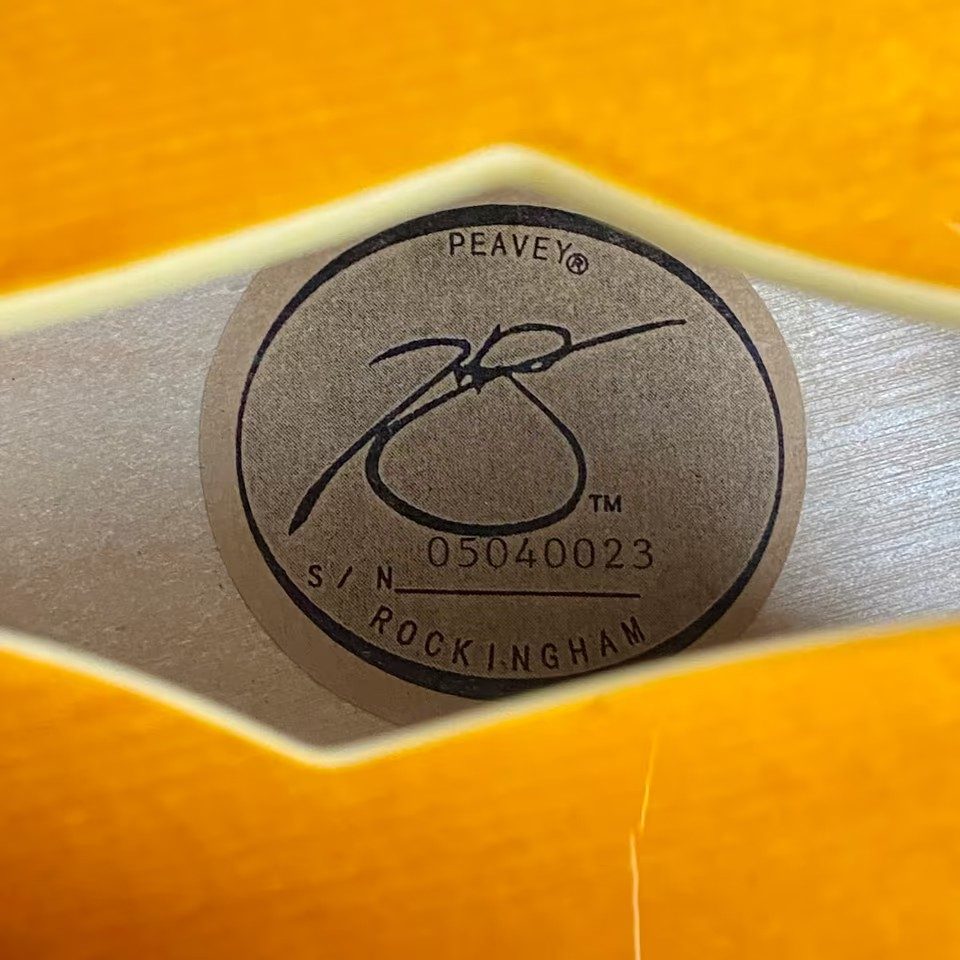 PEAVEY®
™
05040023
S/N
ROCKINGHAM